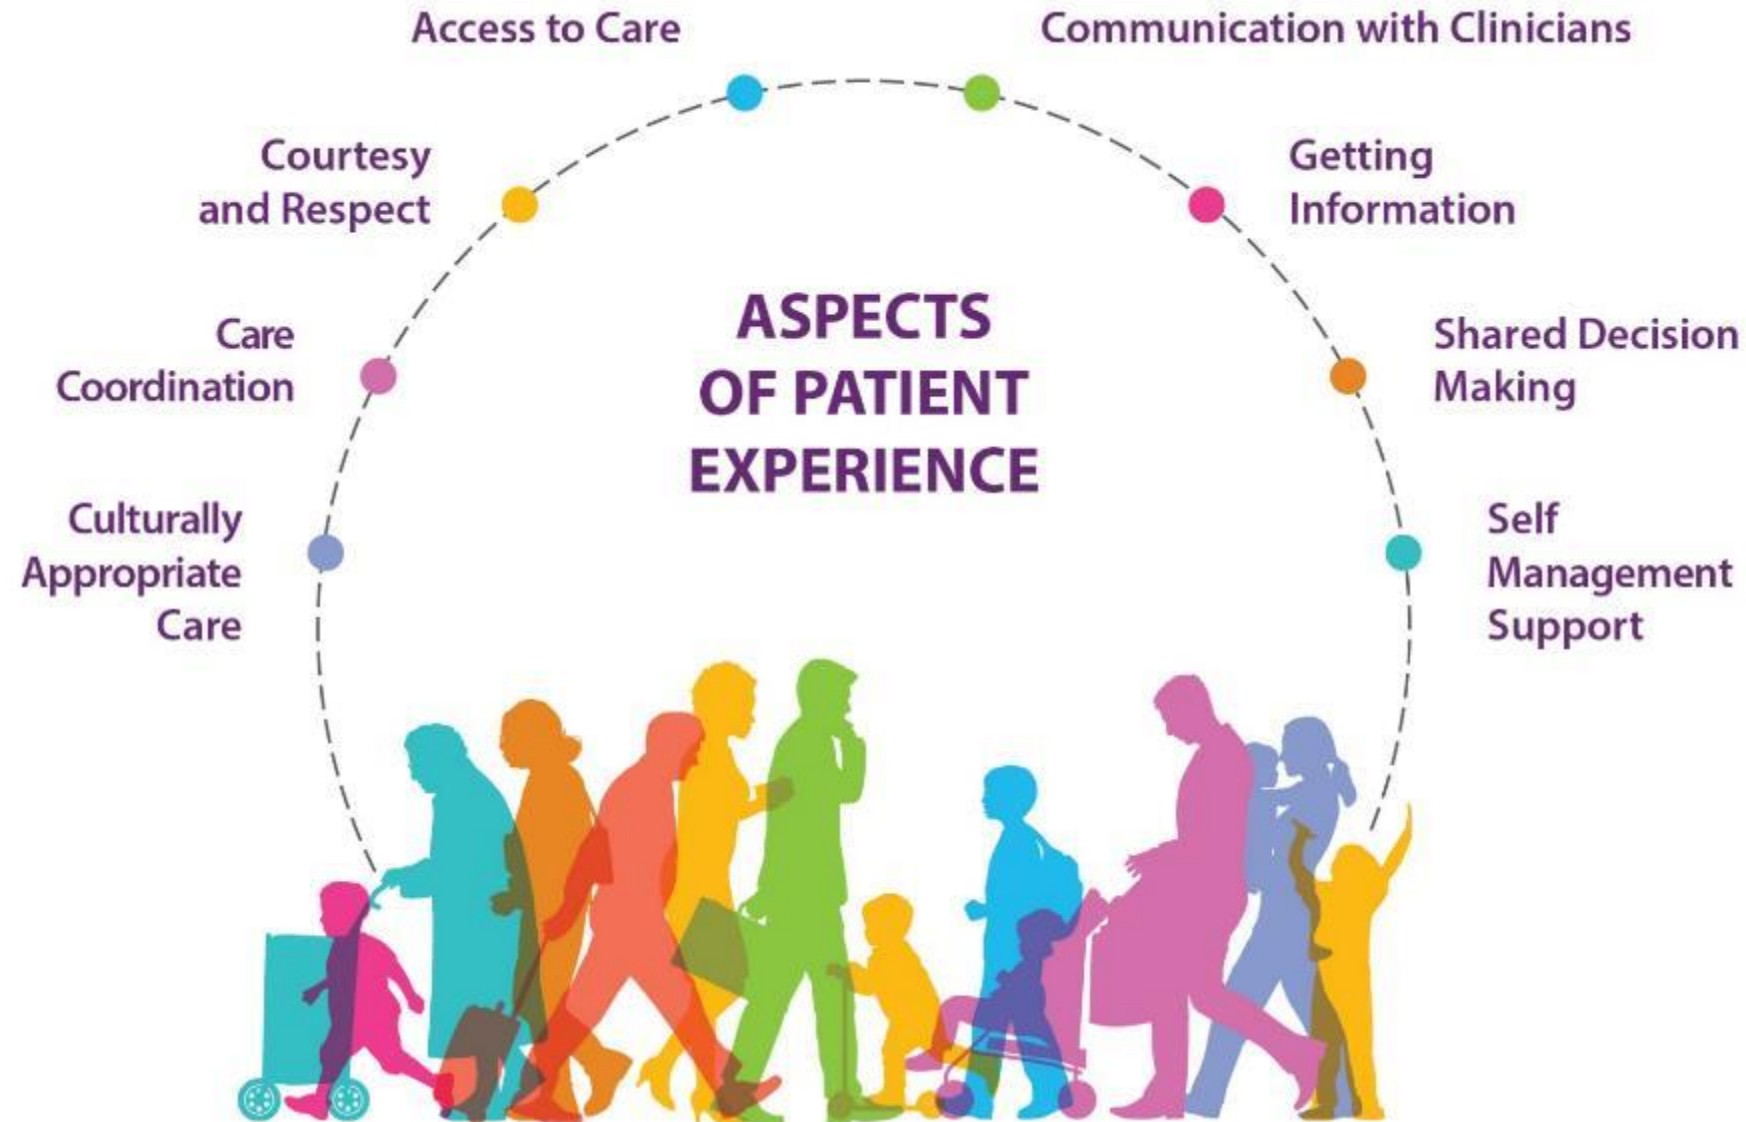 Access to Care
Communication with Clinicians
Courtesy
and Respect
Getting
Information
ASPECTS
OF PATIENT
EXPERIENCE
Care
Coordination
Shared Decision
Making
Culturally
Appropriate
Care
Self
Management
Support